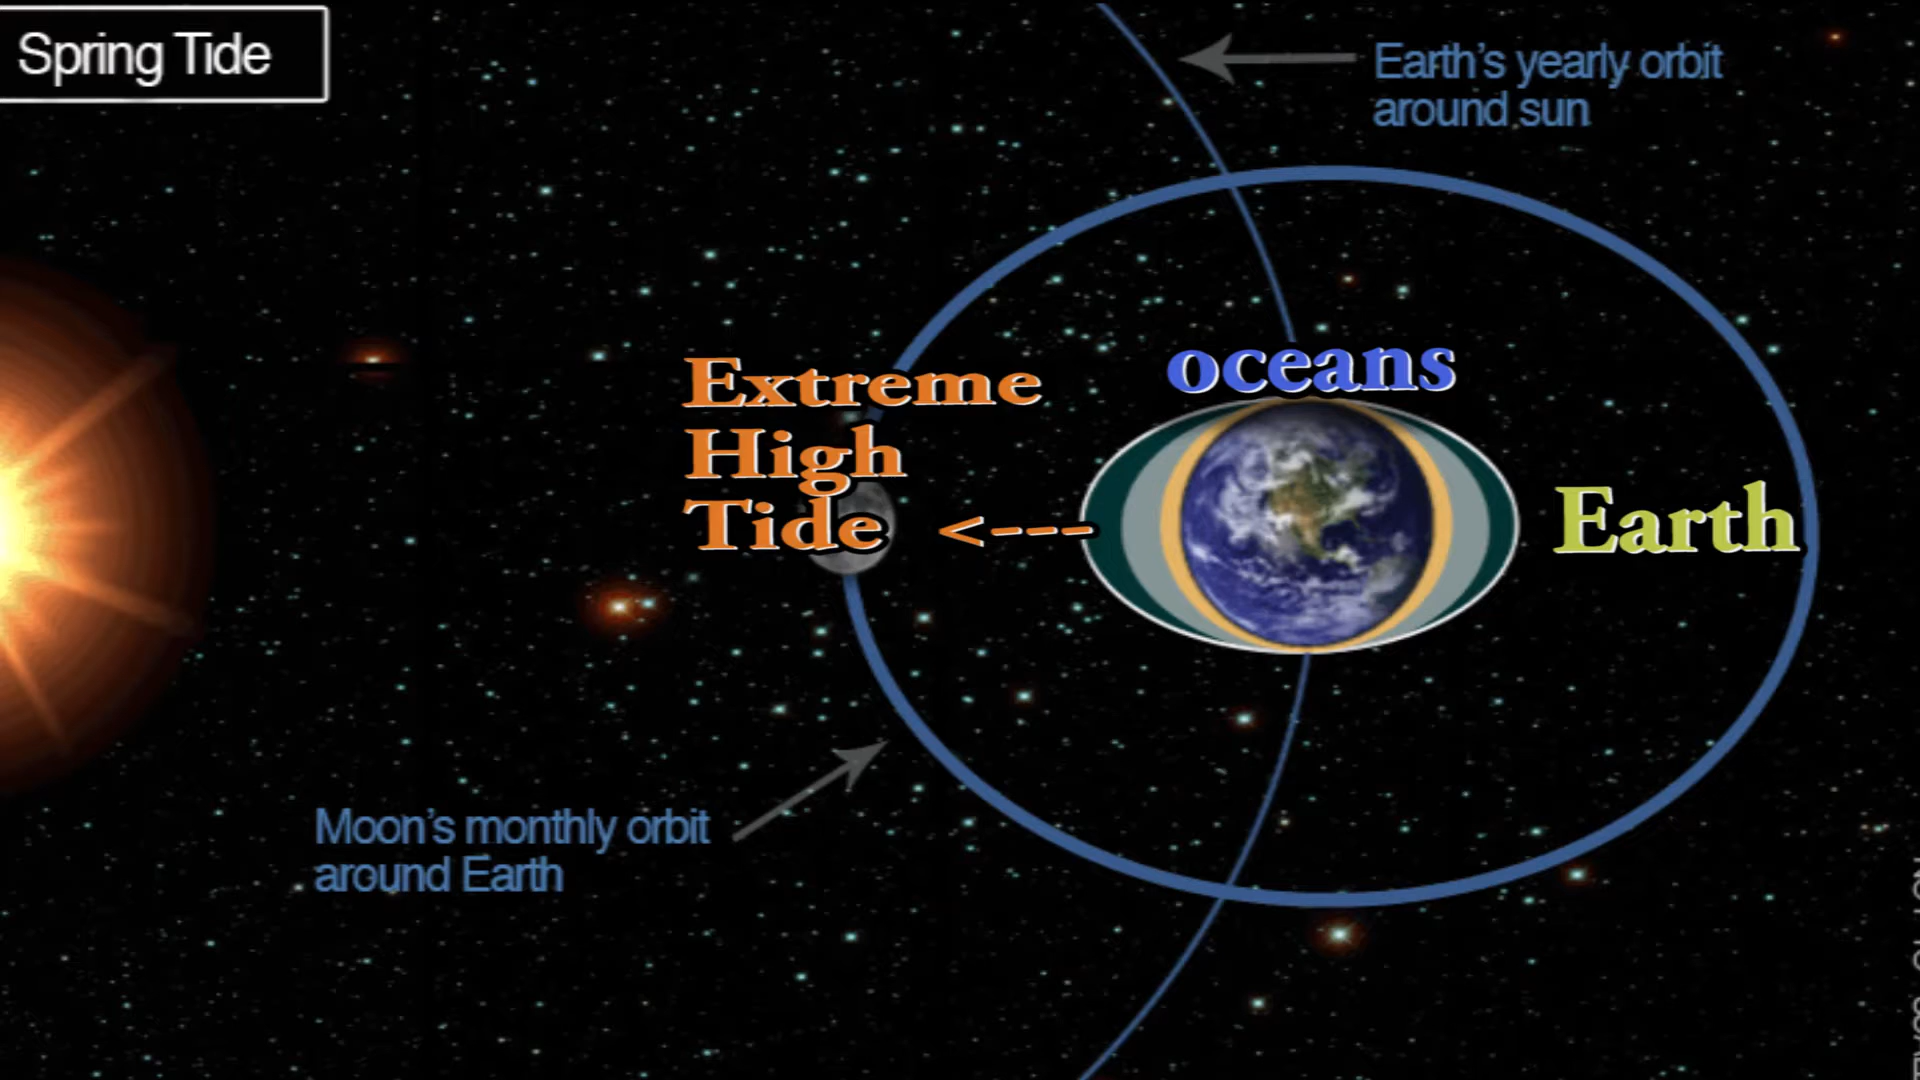 Spring Tide
Earth's yearly orbit
around sun
oceans
Extreme
High
Tide <---
Earth
Moon's monthly orbit
around Earth